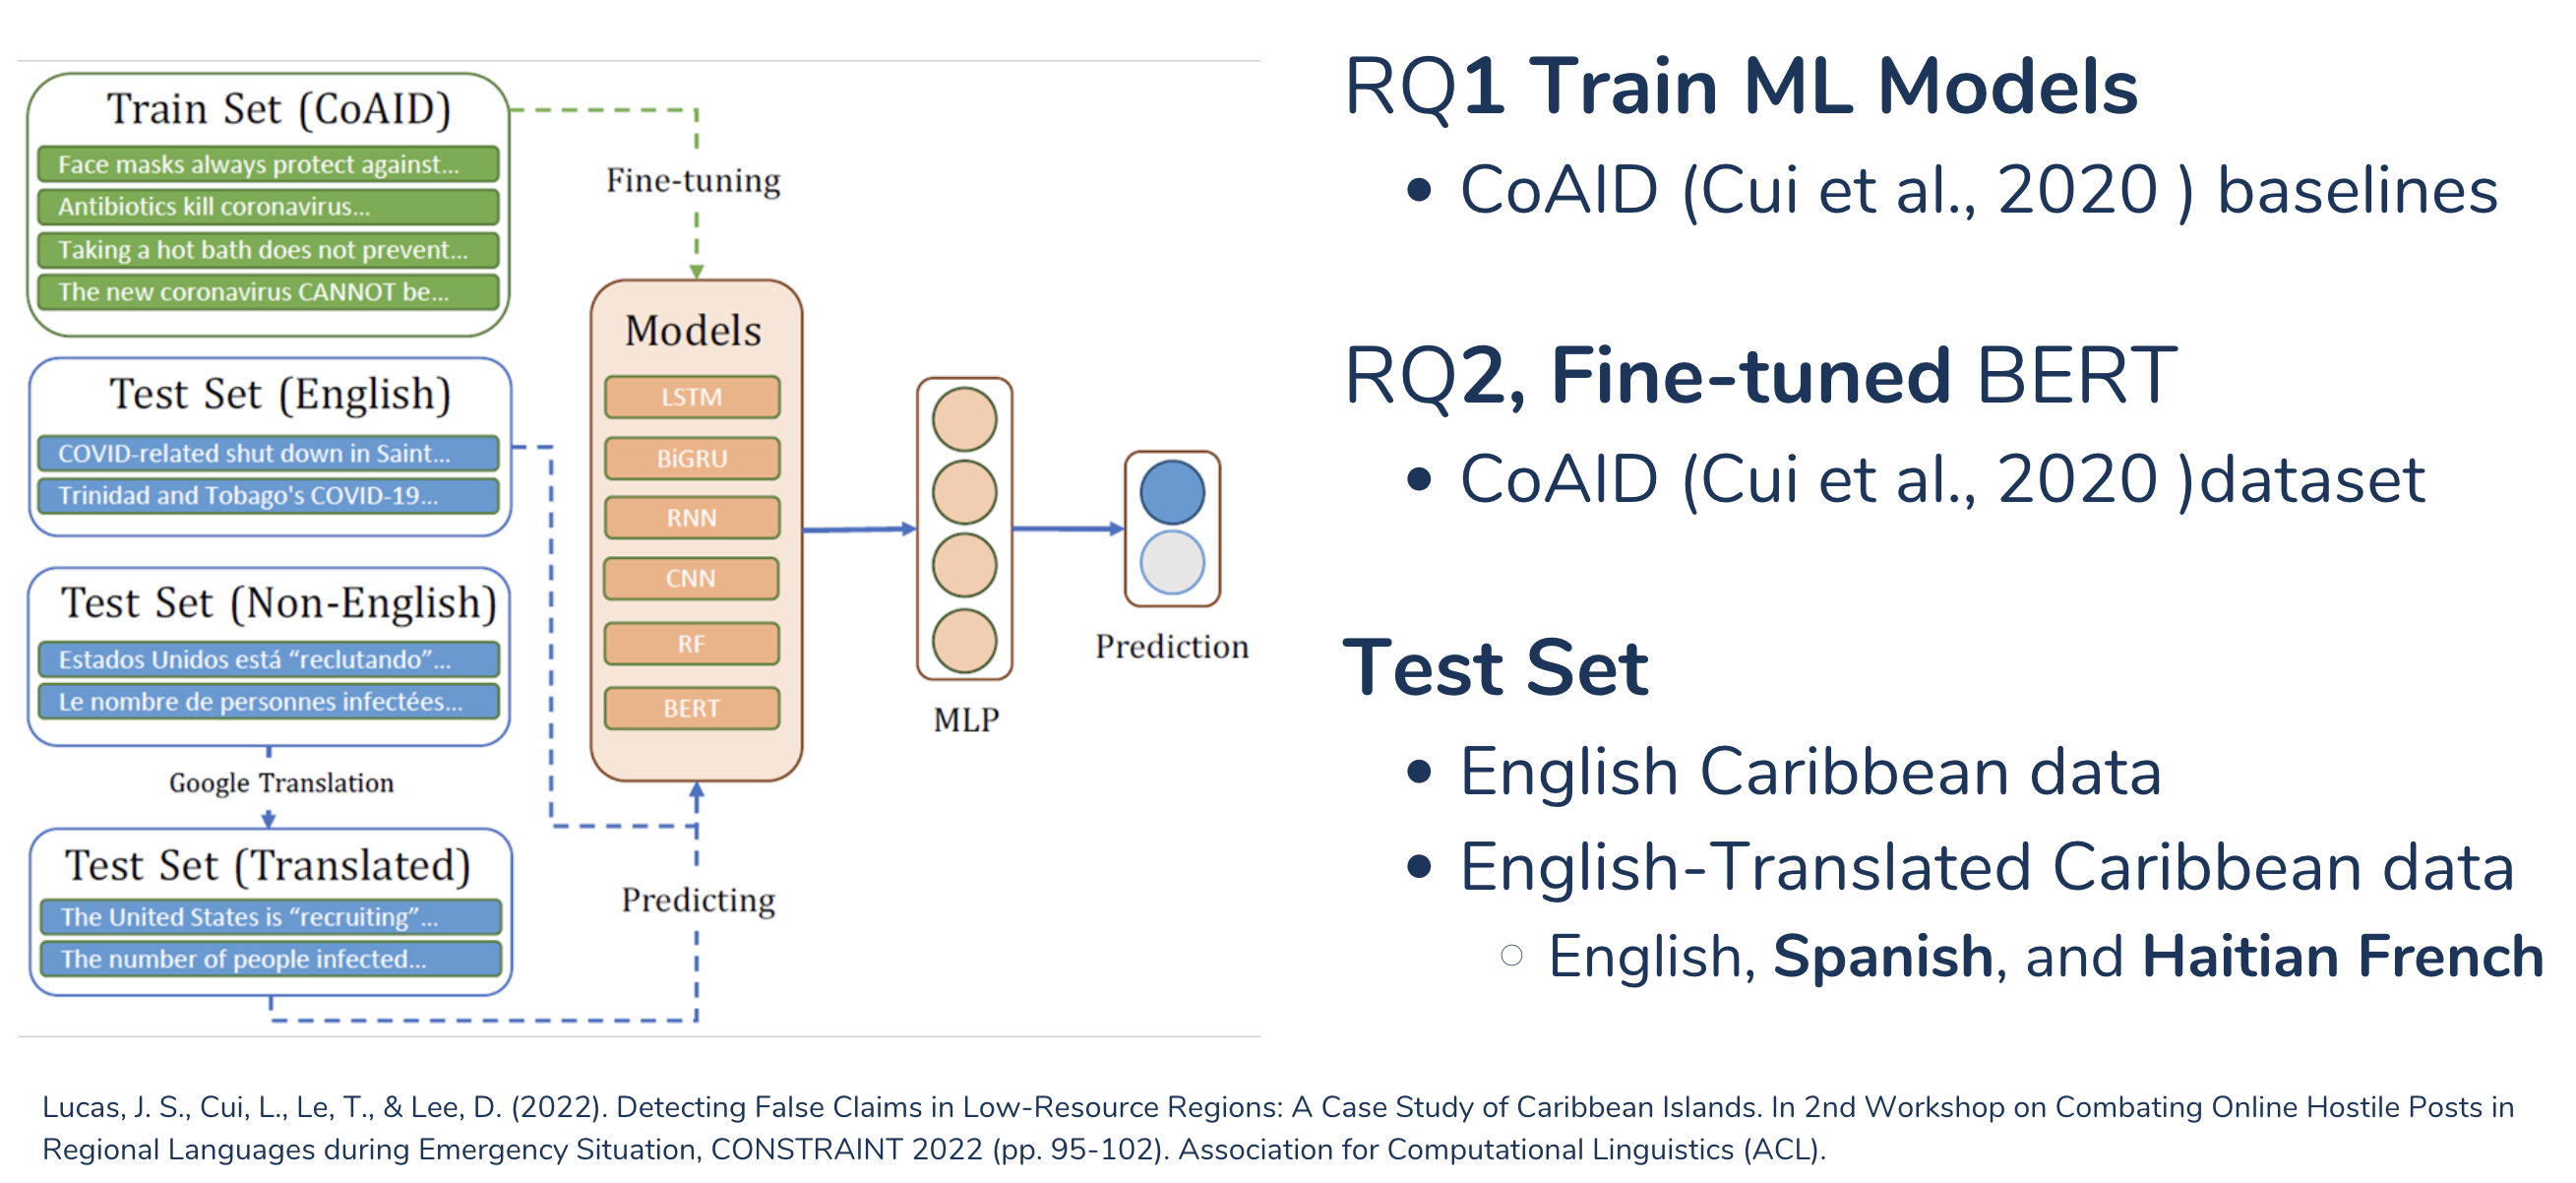 Train Set (CoAID)
Face masks always protect against...
Antibiotics kill coronavirus...
Taking a hot bath does not prevent...
The new coronavirus CANNOT be...
Test Set (English)
COVID-related shut down in Saint...
Trinidad and Tobago's COVID-19...
Test Set (Non-English)
Estados Unidos está “reclutando”...
Le nombre de personnes infectées...
Google Translation
Test Set (Translated)
The United States is “recruiting”...
The number of people infected...
Fine-tuning
Models
LSTM
BiGRU
RNN
CNN
RF
BERT
Predicting
MLP
Prediction
RQ1 Train ML Models
• CoAID (Cui et al., 2020 ) baselines
RQ2, Fine-tuned BERT
• CoAID (Cui et al., 2020 )dataset
Test Set
• English Caribbean data
• English-Translated Caribbean data
○ English, Spanish, and Haitian French
Lucas, J. S., Cui, L., Le, T., & Lee, D. (2022). Detecting False Claims in Low-Resource Regions: A Case Study of Caribbean Islands. In 2nd Workshop on Combating Online Hostile Posts in
Regional Languages during Emergency Situation, CONSTRAINT 2022 (pp. 95-102). Association for Computational Linguistics (ACL).